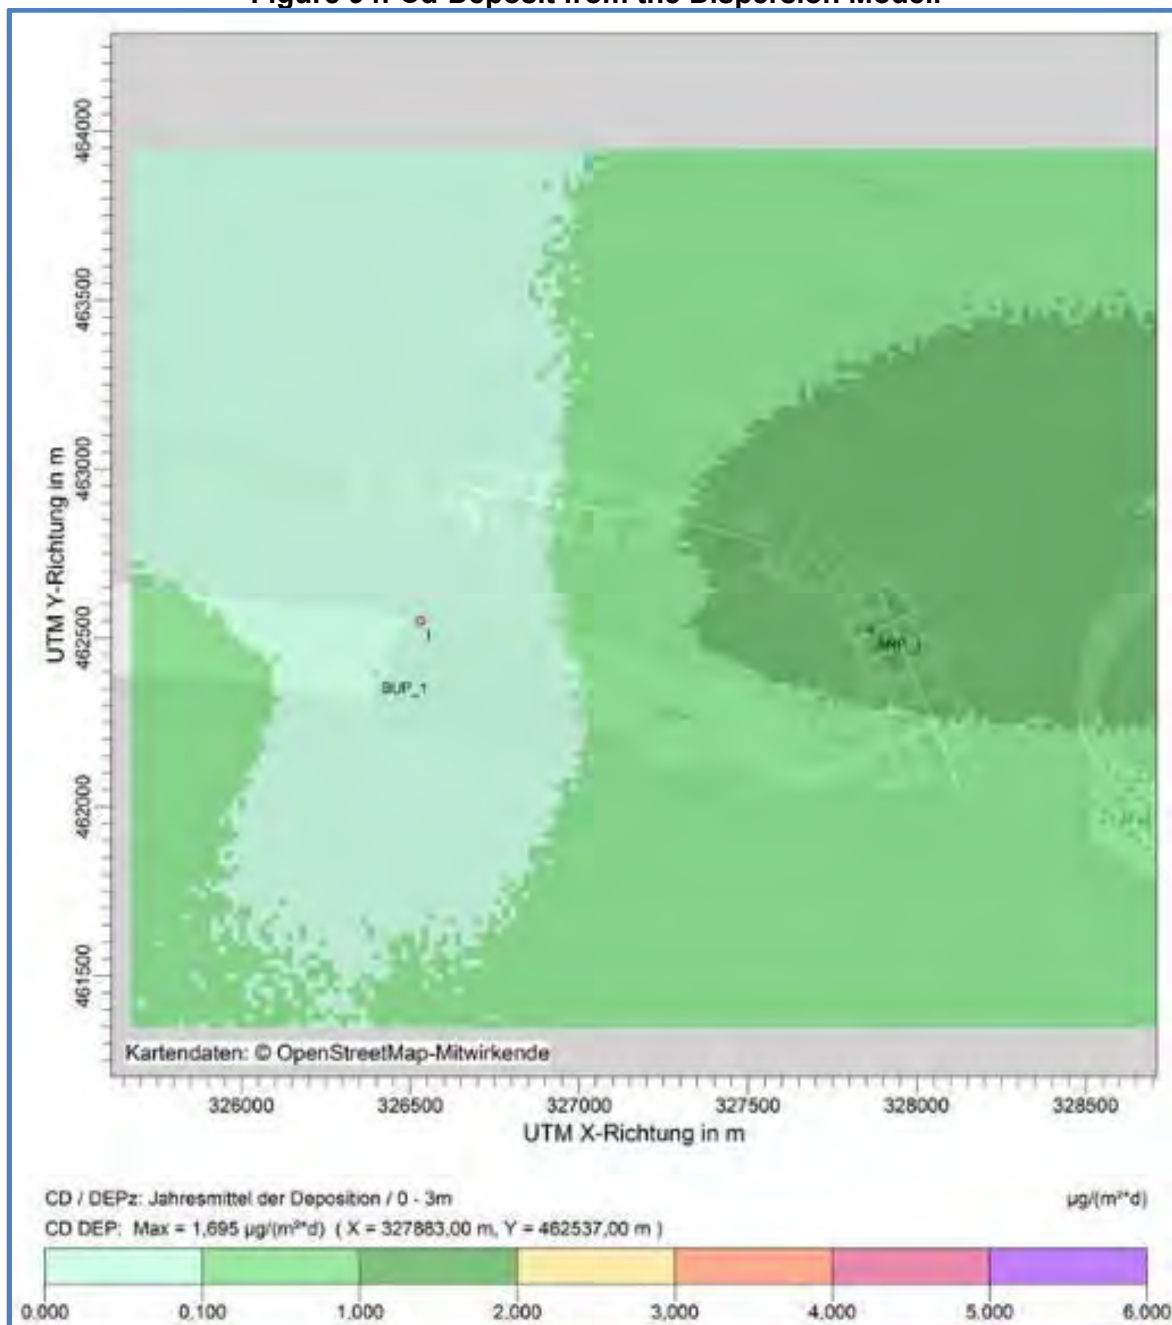 Deposit from the Dispersion Model
464000
463500
463000
462500
462000
461500
UTM Y-Richtung in m
1
BUP_1
Kartendaten: © OpenStreetMap-Mitwirkende
326000 326500 327000 327500 328000 328500
UTM X-Richtung in m
CD / DEPz: Jahresmittel der Deposition / 0 - 3m µg/(m²*d)
CD DEP: Max = 1,695 µg/(m²*d) ( X = 327883,00 m, Y = 462537,00 m )
0.000 0,100 1,000 2,000 3,000 4,000 5,000 6,000